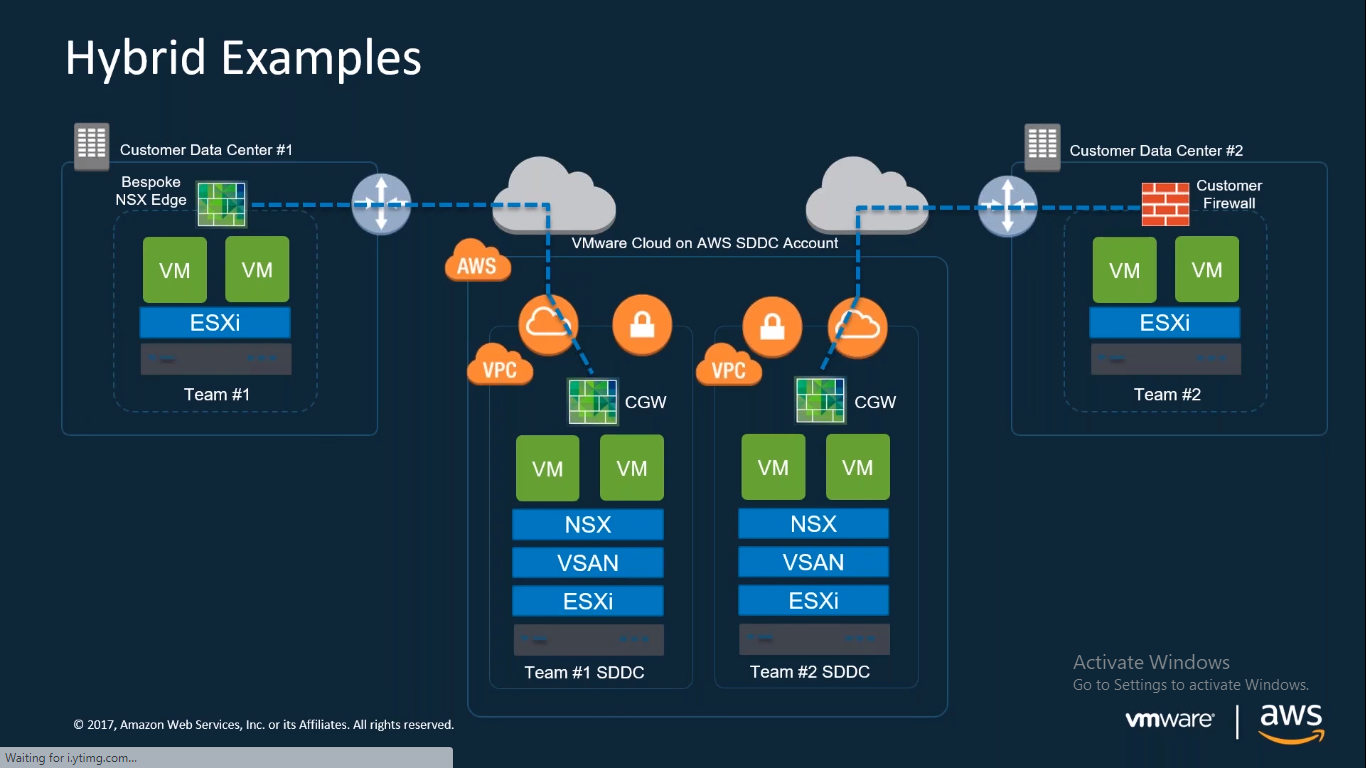 Hybrid Examples
Customer Data Center #1
Bespoke
NSX Edge
VM
VM
ESXi
Team #1
VMware Cloud on AWS SDDC Account
AWS
VPC
CGW
VM
VM
NSX
VSAN
ESXi
Team #1 SDDC
VPC
CGW
VM
VM
NSX
VSAN
ESXi
Team #2 SDDC
Customer Data Center #2
Customer
Firewall
VM
VM
ESXi
Team #2
Activate Windows
Go to Settings to activate Windows.
© 2017, Amazon Web Services, Inc. or its Affiliates. All rights reserved.
vmware®
aws
Waiting for i.ytimg.com...